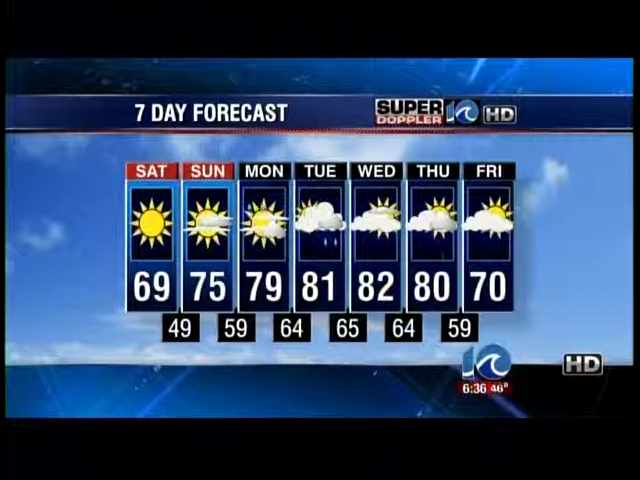 7 DAY FORECAST
SUPER DOPPLER 10 HD
SAT SUN MON TUE WED THU FRI
69 75 79 81 82 80 70
49 59 64 65 64 59
10
HD
6:36 46°